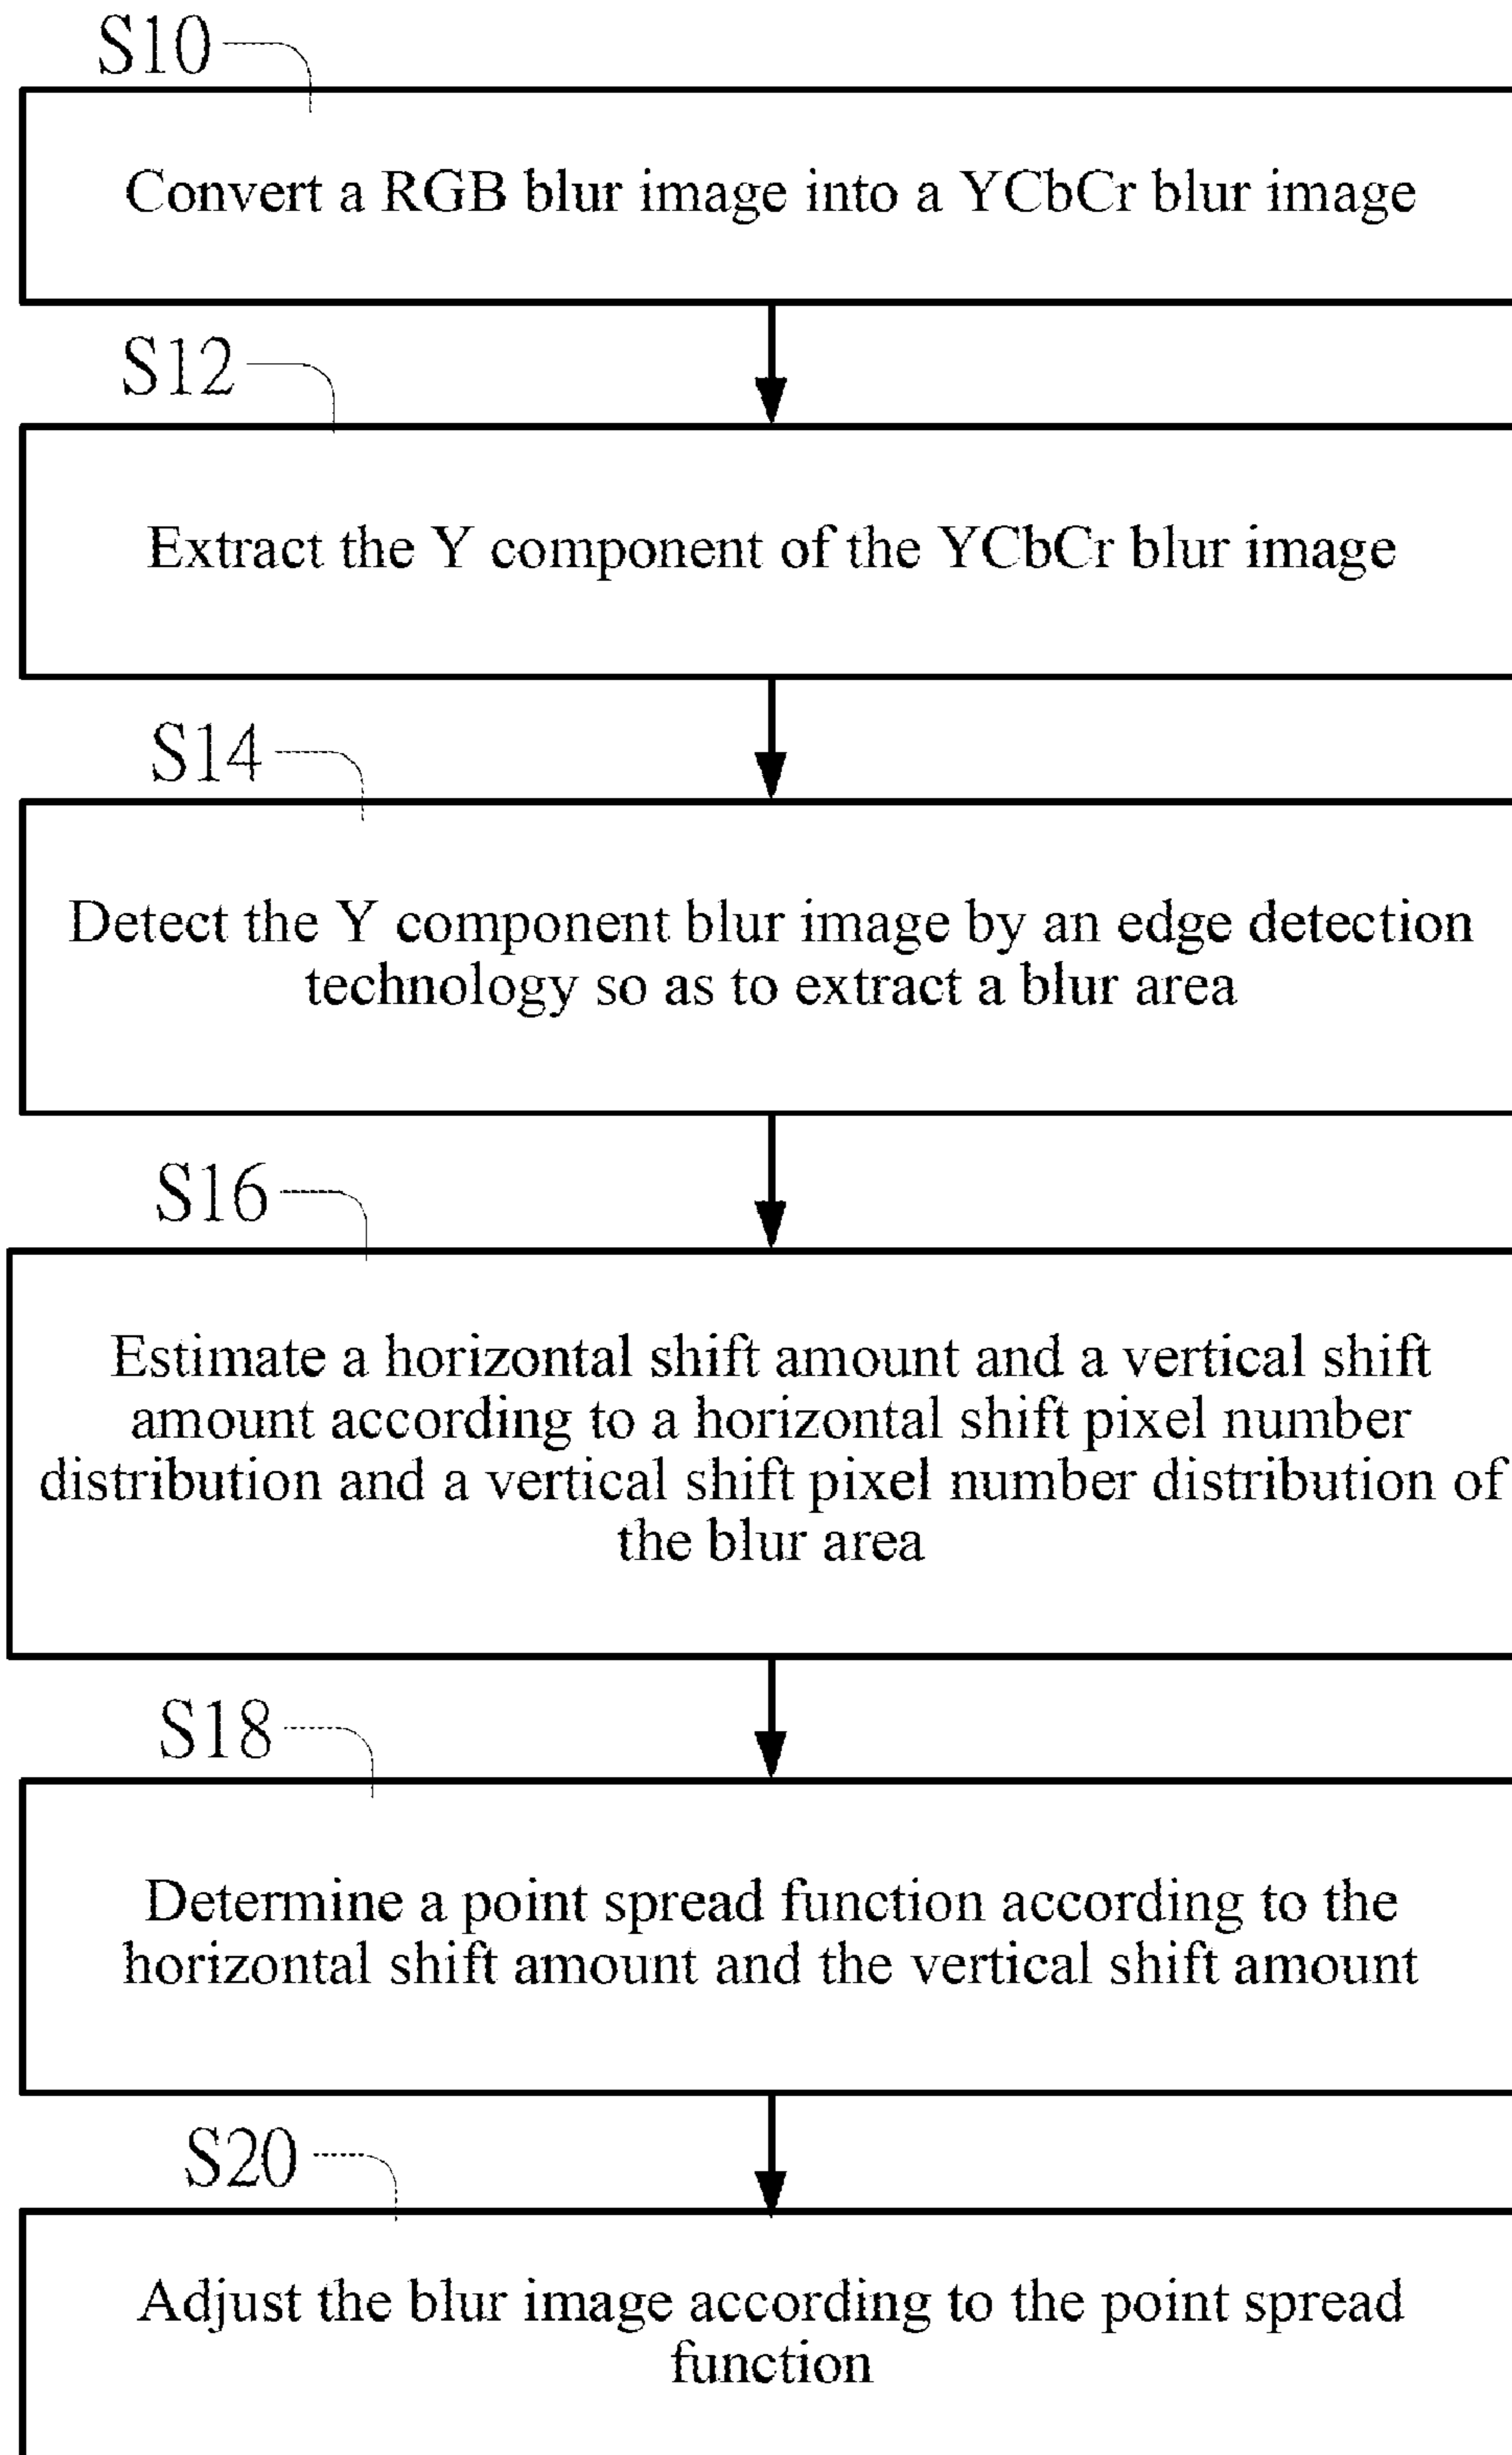 S10
Convert a RGB blur image into a YCbCr blur image
S12
Extract the Y component of the YCbCr blur image
S14
Detect the Y component blur image by an edge detection
technology so as to extract a blur area
S16
Estimate a horizontal shift amount and a vertical shift
amount according to a horizontal shift pixel number
distribution and a vertical shift pixel number distribution of
the blur area
S18
Determine a point spread function according to the
horizontal shift amount and the vertical shift amount
S20
Adjust the blur image according to the point spread
function